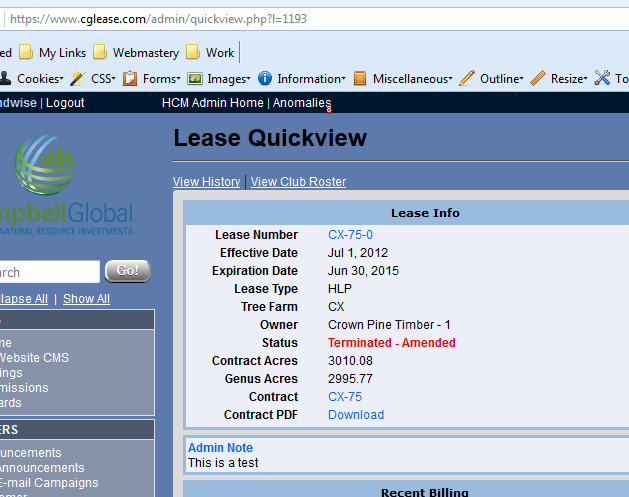 https://www.cglease.com/admin/quickview.php?l=1193
ed My Links Webmastery Work
Cookies CSS Forms Images Information Miscellaneous Outline Resize To
ndwise | Logout
HCM Admin Home | Anomalies
8
Lease Quickview
View History | View Club Roster
mpbellGlobal
NATURAL RESOURCE INVESTMENTS
arch Go!
llapse All | Show All
S
me
Website CMS
ings
missions
ards
ERS
ouncements
Announcements
E-mail Campaigns
Lease Info
Lease Number CX-75-0
Effective Date Jul 1, 2012
Expiration Date Jun 30, 2015
Lease Type HLP
Tree Farm CX
Owner Crown Pine Timber - 1
Status Terminated - Amended
Contract Acres 3010.08
Genus Acres 2995.77
Contract CX-75
Contract PDF Download
Admin Note
This is a test
Recent Billing